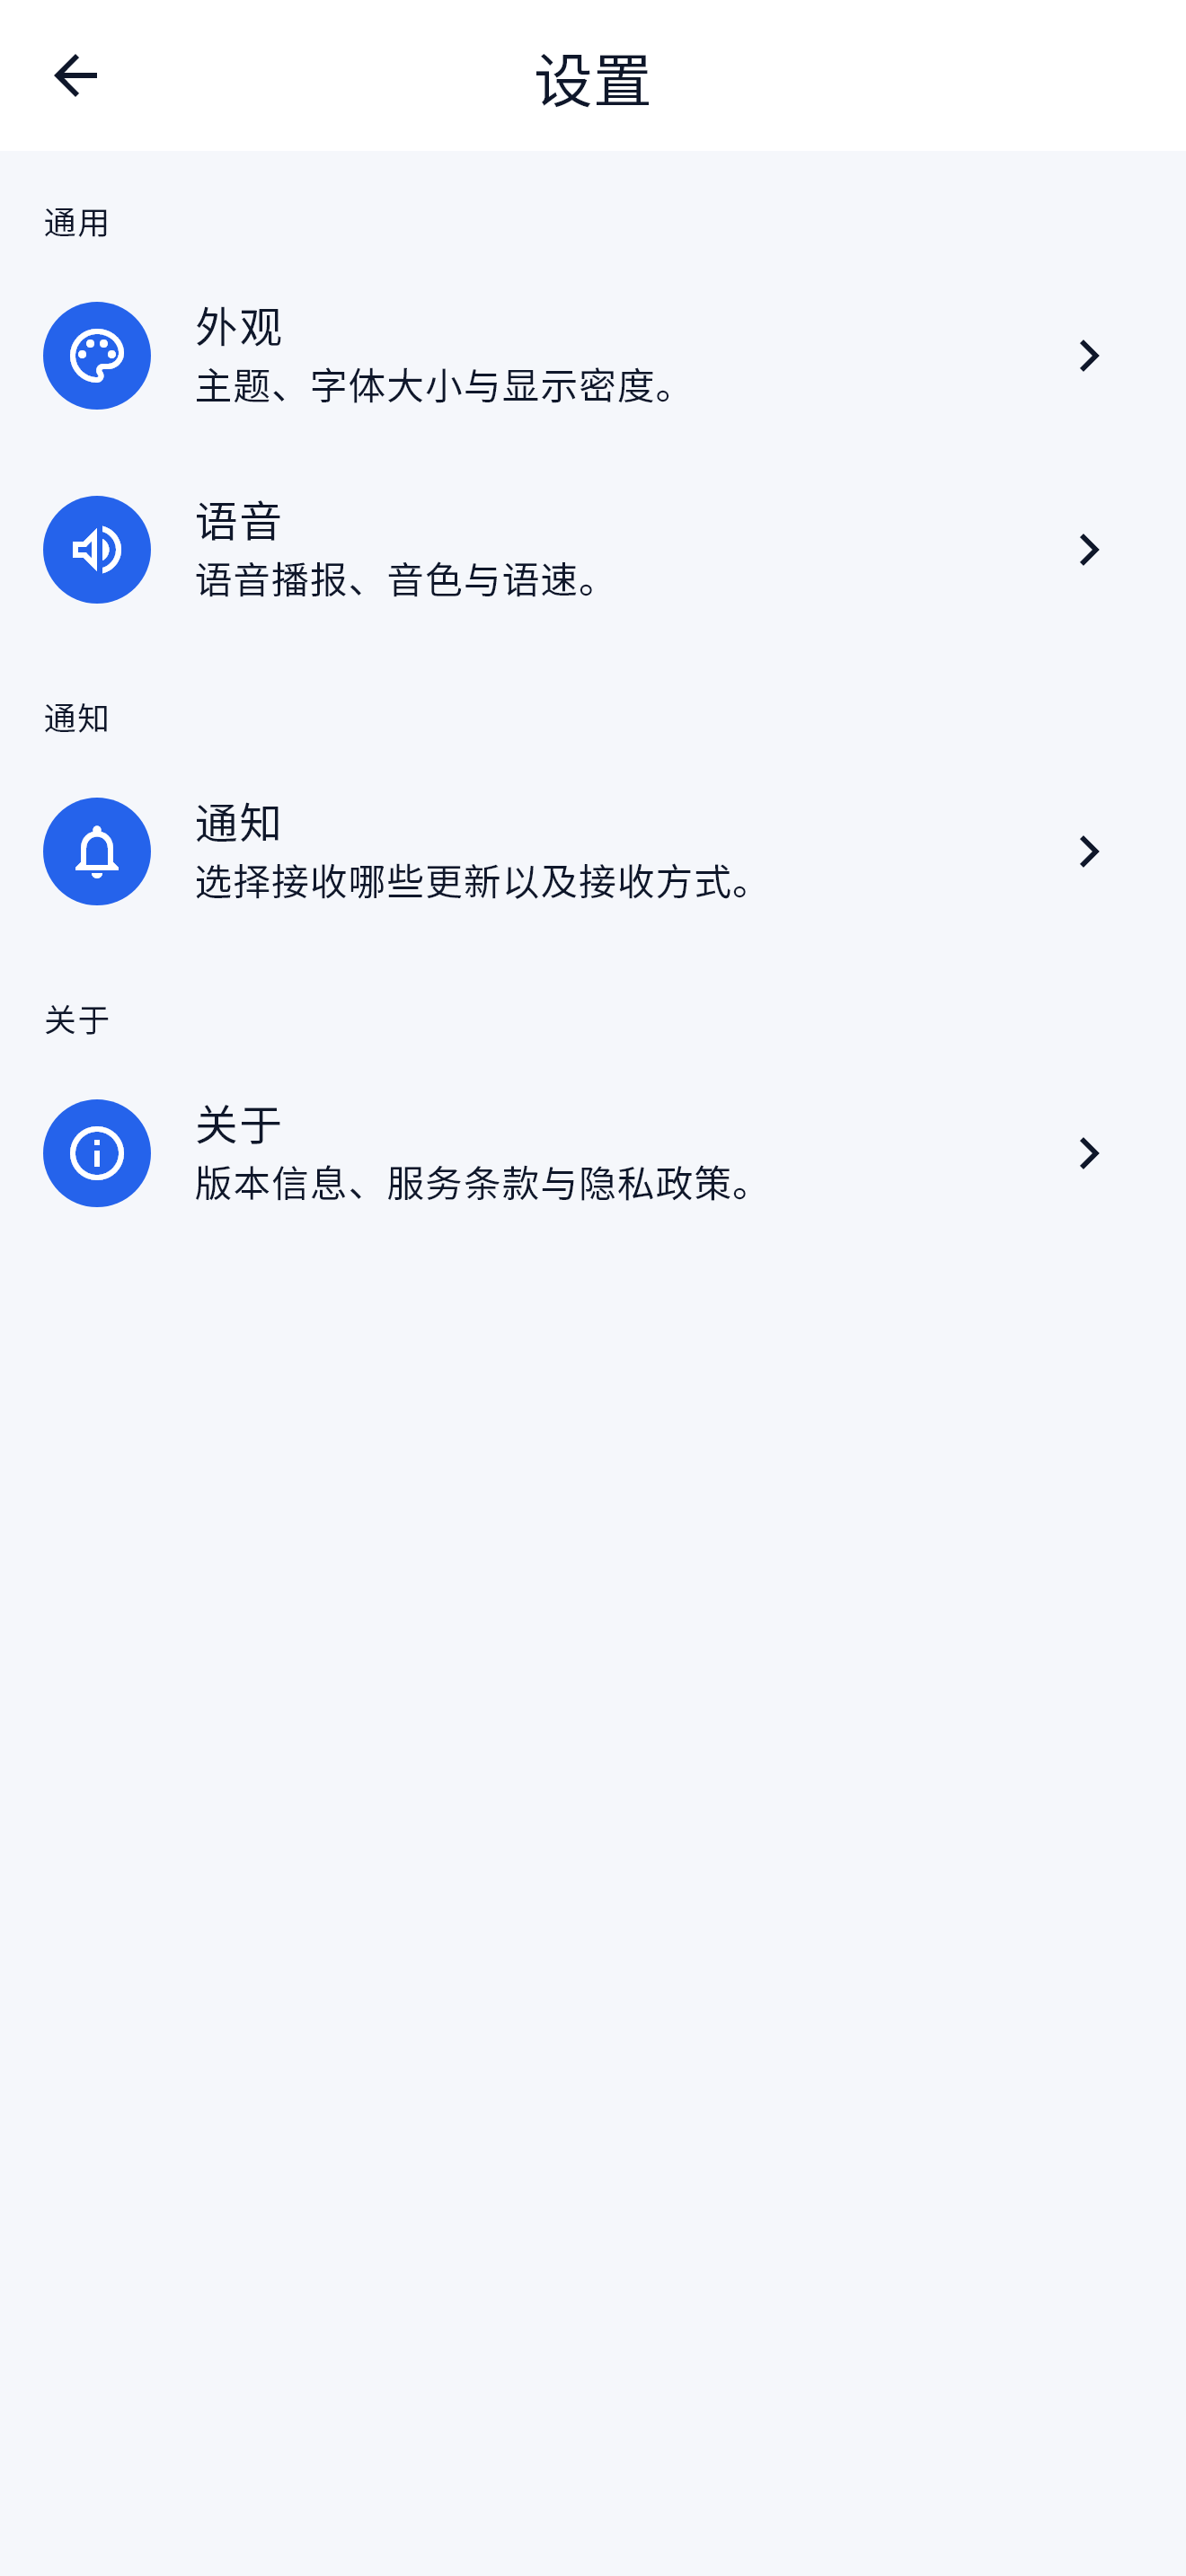 设置
通用
外观
主题、字体大小与显示密度。
语音
语音播报、音色与语速。
通知
通知
选择接收哪些更新以及接收方式。
关于
关于
版本信息、服务条款与隐私政策。